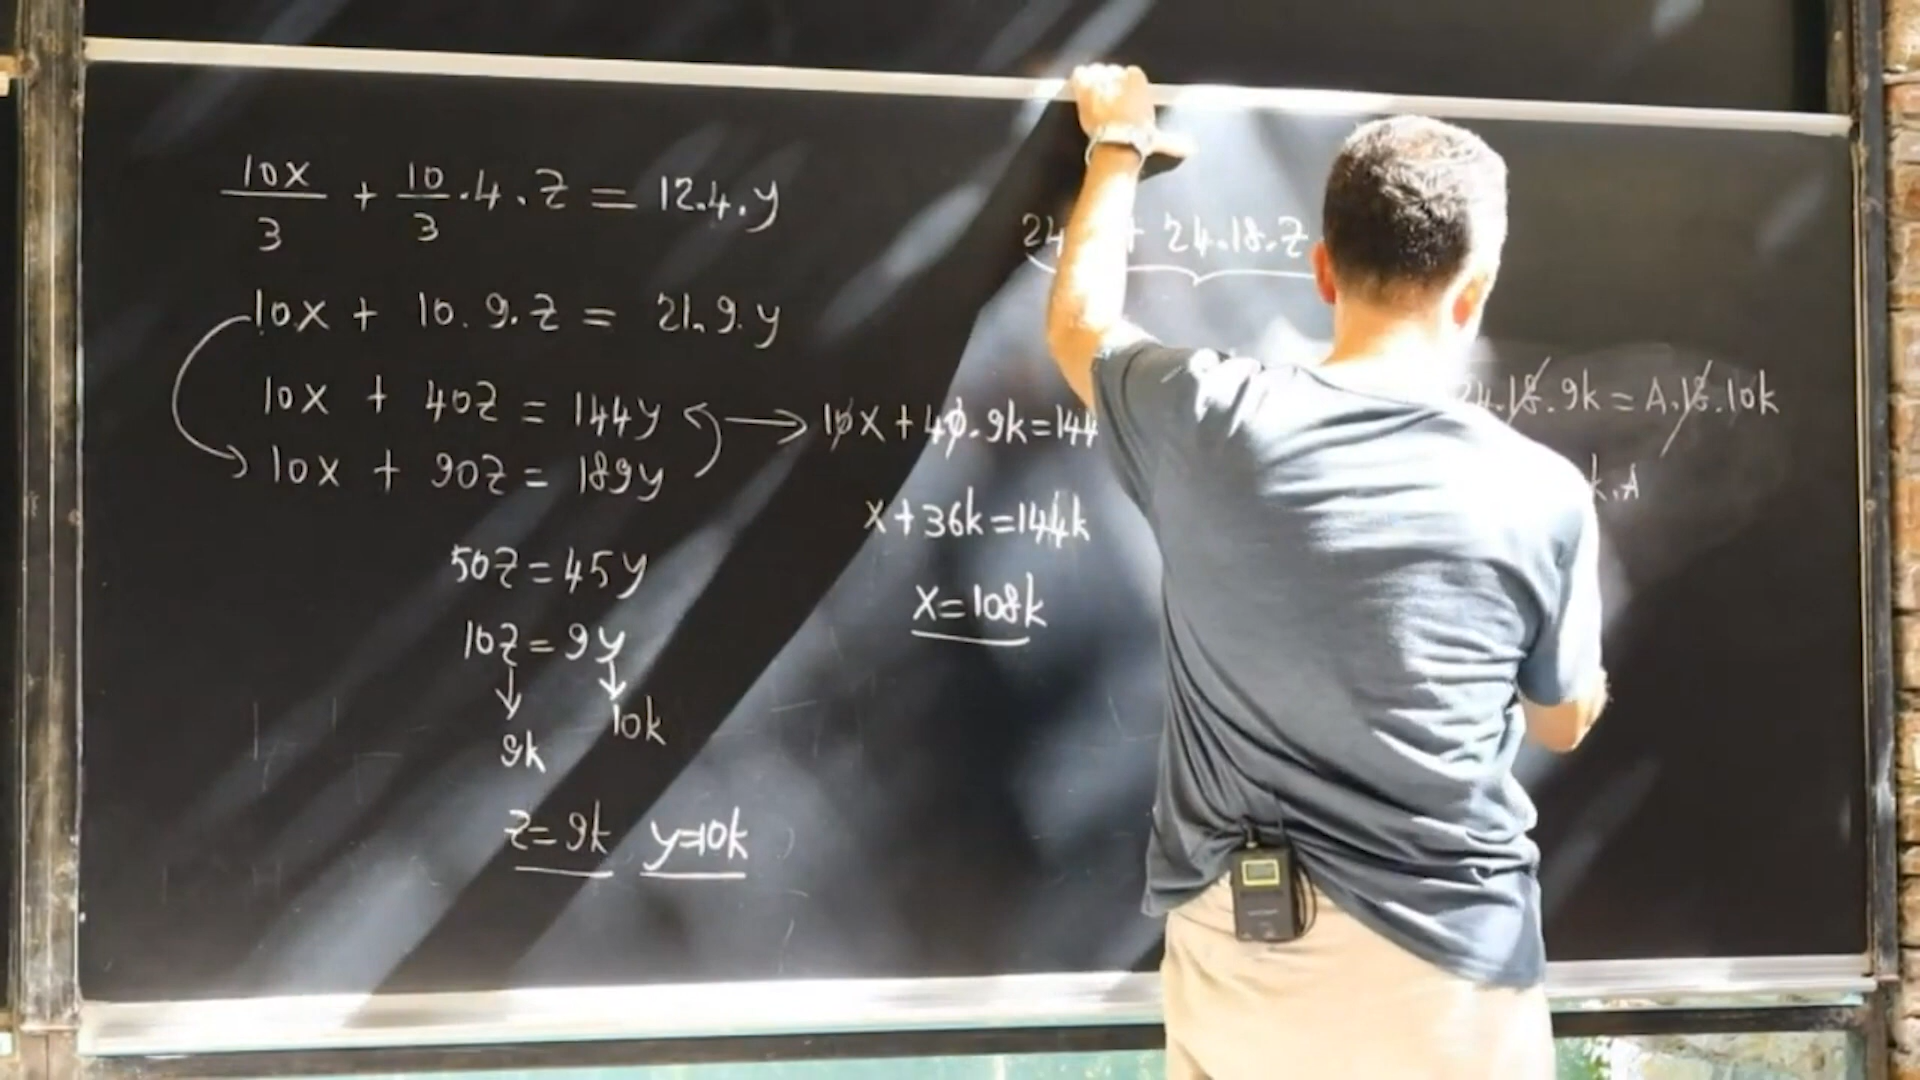 10x/3 + 10/3 . 4 . z = 12.4.y
10x + 10.9.z = 21.9.y
10x + 40z = 144y
10x + 90z = 189y
50z = 45y
10z = 9y
9k
10k
z=9k y=10k
10x + 40.9k=144
x+36k=144k
x=108k
24 + 24.18.z
24.18.9k = A.18.10k
k.A